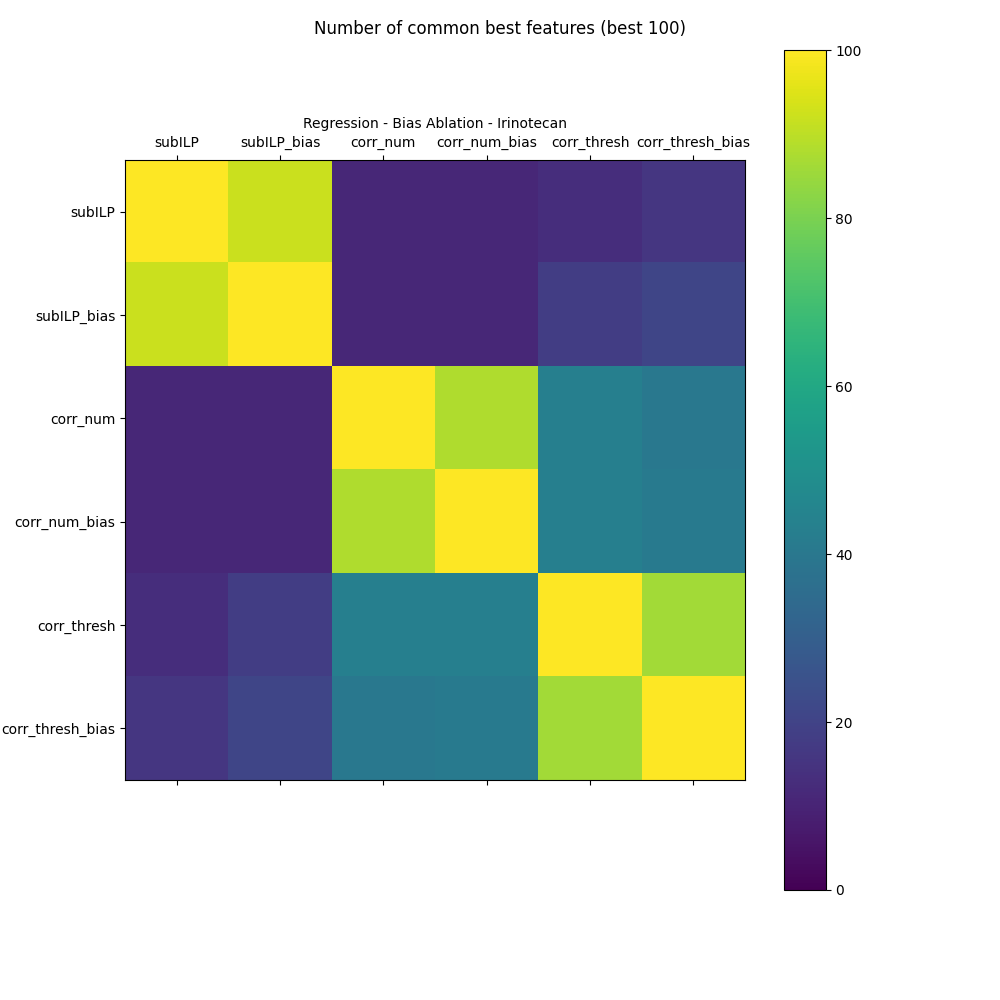 Number of common best features (best 100)
Regression - Bias Ablation - Irinotecan
subILP subILP_bias corr_num corr_num_bias corr_thresh corr_thresh_bias
subILP
subILP_bias
corr_num
corr_num_bias
corr_thresh
corr_thresh_bias
100
80
60
40
20
0